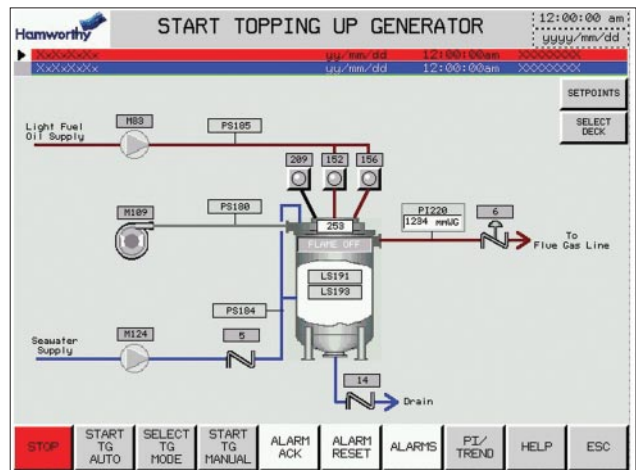 Hamworthy
START TOPPING UP GENERATOR
12:00:00 am
yyyy/mm/dd
XxXxXxXx yy/mm/dd 12:00:00am XXXXXXXX
XxXxXxXx yy/mm/dd 12:00:00am XXXXXXXX
SETPOINTS
SELECT
DECK
Light Fuel
Oil Supply
M83
PS185
209
152
156
M109
PS180
253
FLAME OFF
PI220
1234 mmWG
6
To
Flue Gas Line
LS191
LS193
PS184
Seawater
Supply
M124
5
14
Drain
STOP
START
TG
AUTO
SELECT
TG
MODE
START
TG
MANUAL
ALARM
ACK
ALARM
RESET
ALARMS
PI/
TREND
HELP
ESC